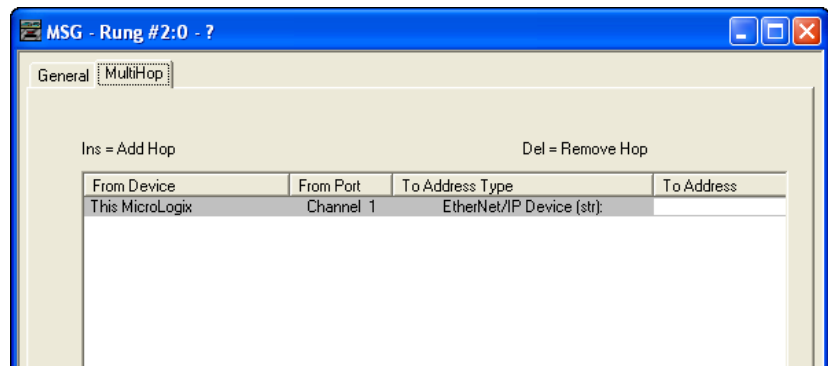 MSG - Rung #2:0 - ?
General MultiHop
Ins = Add Hop Del = Remove Hop
From Device From Port To Address Type To Address
This MicroLogix Channel 1 EtherNet/IP Device (str):